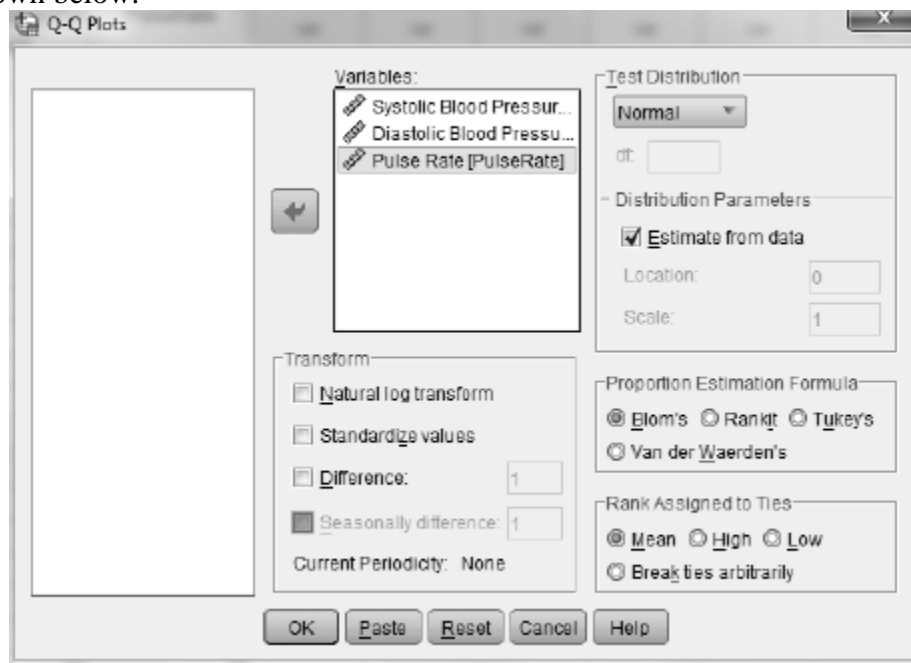 own below.
Q-Q Plots
Variables:
Systolic Blood Pressur...
Diastolic Blood Pressu...
Pulse Rate [PulseRate]
Test Distribution
Normal
df:
Distribution Parameters
Estimate from data
Location: 0
Scale: 1
Transform
Natural log transform
Standardize values
Difference: 1
Seasonally difference: 1
Current Periodicity: None
Proportion Estimation Formula
Blom's Rankit Tukey's
Van der Waerden's
Rank Assigned to Ties
Mean High Low
Break ties arbitrarily
OK Paste Reset Cancel Help